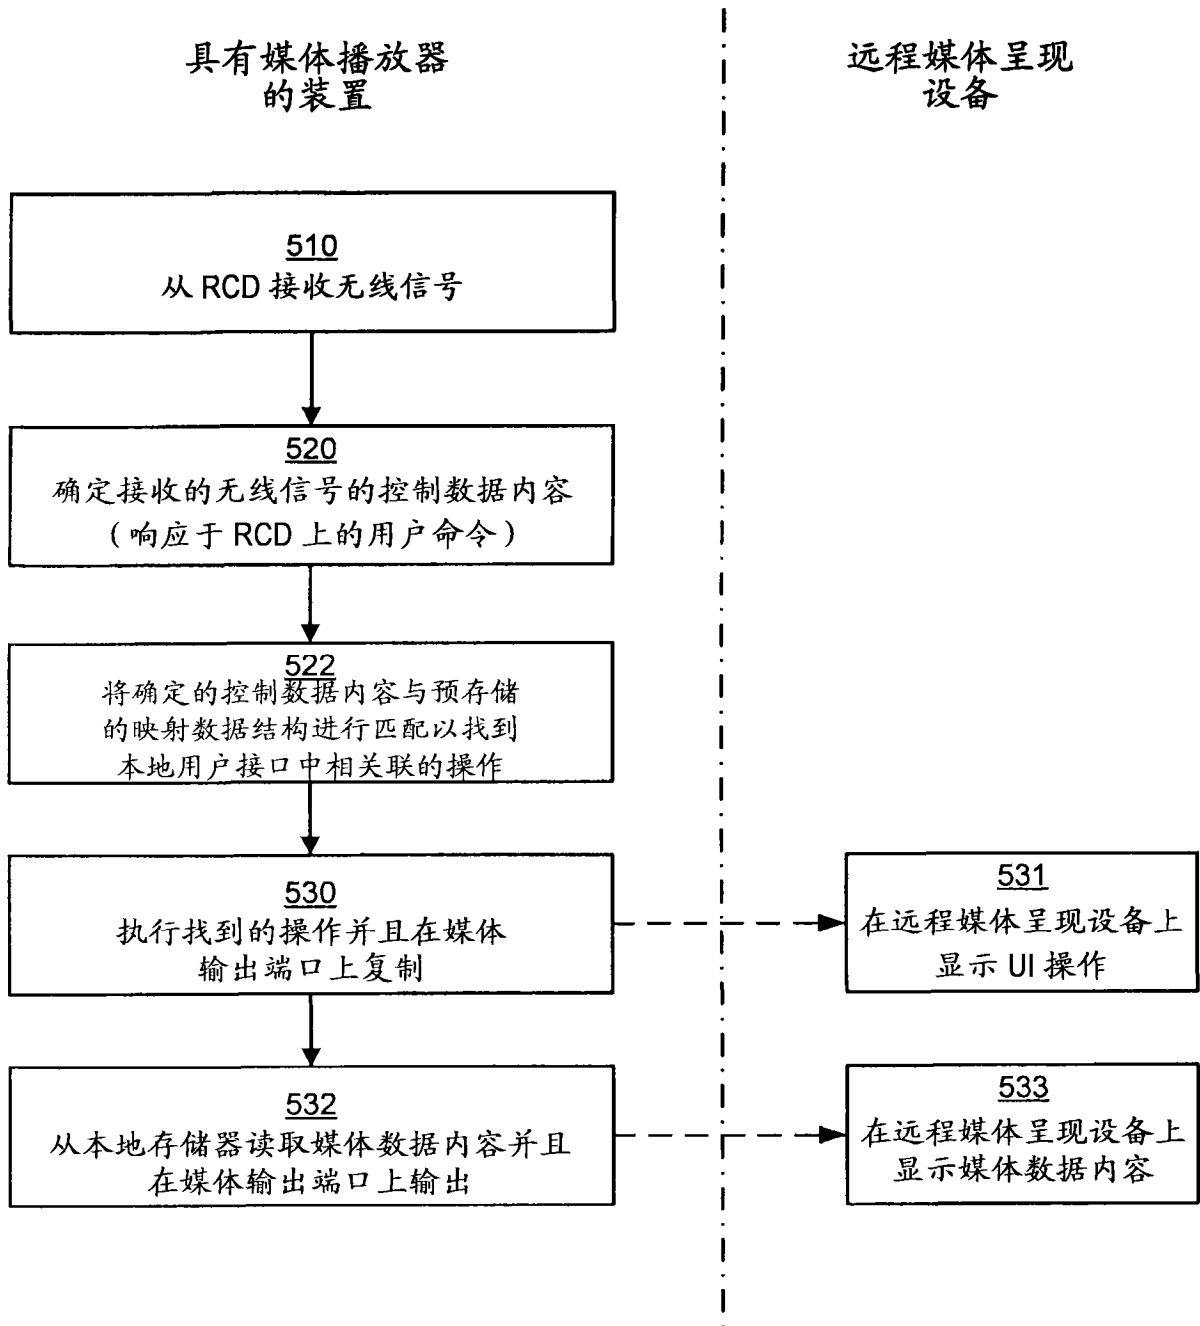 具有媒体播放器
的装置
远程媒体呈现
设备
510
从 RCD 接收无线信号
520
确定接收的无线信号的控制数据内容
(响应于 RCD 上的用户命令)
522
将确定的控制数据内容与预存储
的映射数据结构进行匹配以找到
本地用户接口中相关联的操作
530
执行找到的操作并且在媒体
输出端口上复制
531
在远程媒体呈现设备上
显示 UI 操作
532
从本地存储器读取媒体数据内容并且
在媒体输出端口上输出
533
在远程媒体呈现设备上
显示媒体数据内容